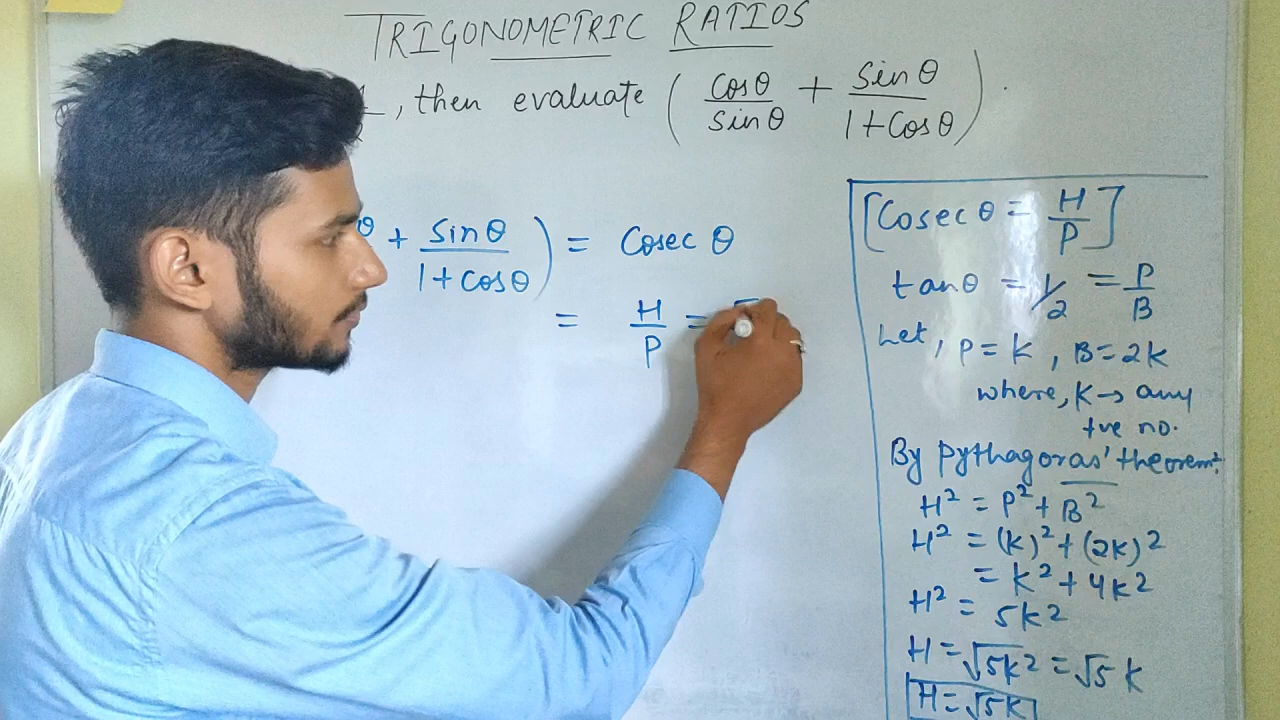 TRIGONOMETRIC RATIOS
, then evaluate (cosθ/sinθ + sinθ/1+cosθ).
θ + sinθ/1+cosθ) = Cosec θ
= H/P =
[Cosec θ = H/P]
tanθ = 1/2 = P/B
Let, P=K, B=2K
where, K→ any
+ve no.
By Pythagoras' theorem:
H² = P² + B²
H² = (K)² + (2K)²
= K² + 4K²
H² = 5K²
H = √5K² = √5 K
H = √5K